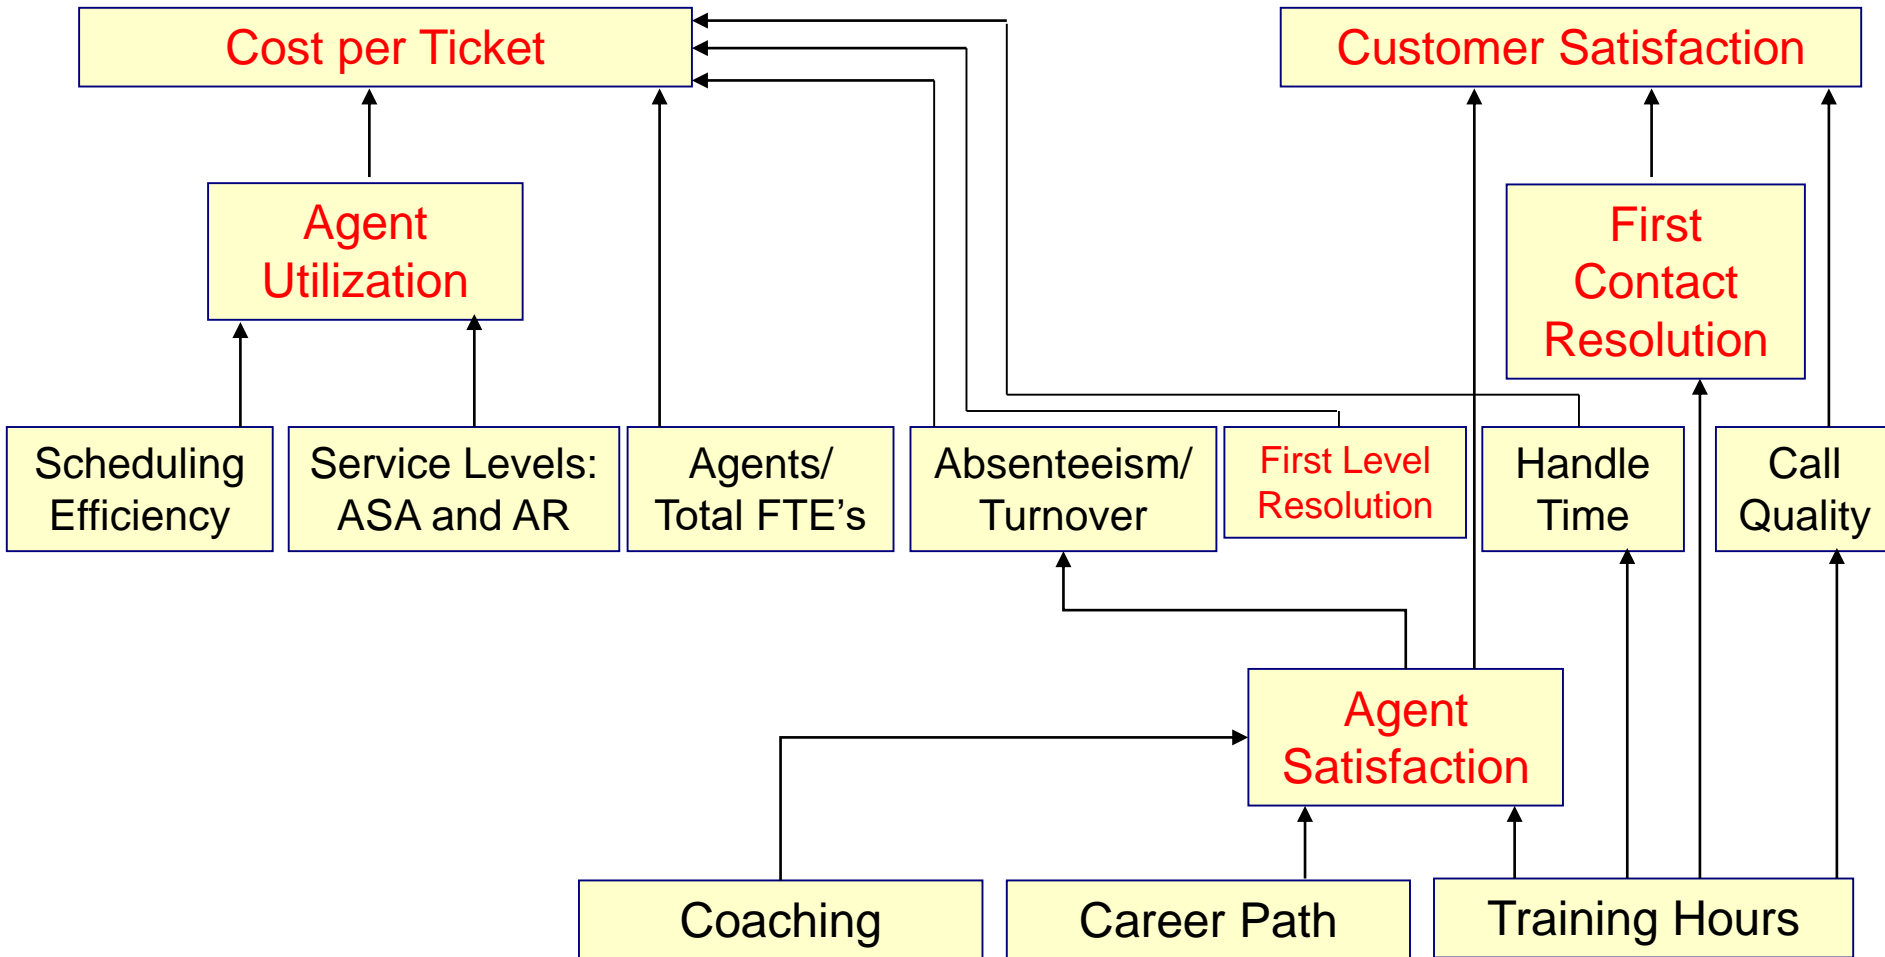 Cost per Ticket
Customer Satisfaction
Agent
Utilization
First
Contact
Resolution
Scheduling
Efficiency
Service Levels:
ASA and AR
Agents/
Total FTE’s
Absenteeism/
Turnover
First Level
Resolution
Handle
Time
Call
Quality
Agent
Satisfaction
Coaching
Career Path
Training Hours